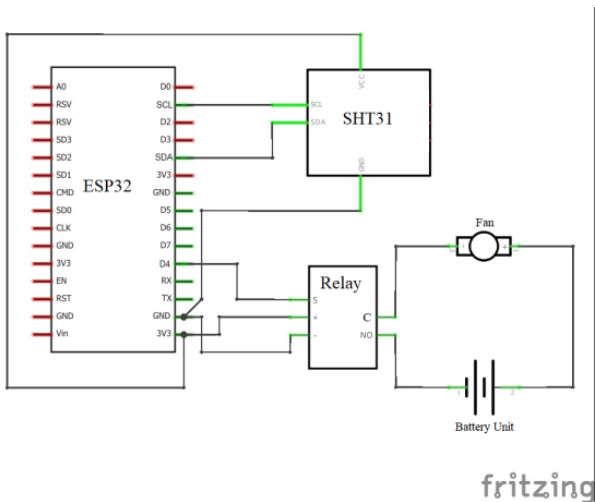 VCC
A0
RSV
RSV
SD3
SD2
SD1
CMD
SD0
CLK
GND
3V3
EN
RST
GND
Vin
ESP32
D0
SCL
D2
D3
SDA
3V3
GND
D5
D6
D7
D4
RX
TX
GND
3V3
SCL
SDA
SHT31
GND
Relay
S
+
-
C
NO
Fan
- +
1 2
Battery Unit
fritzing